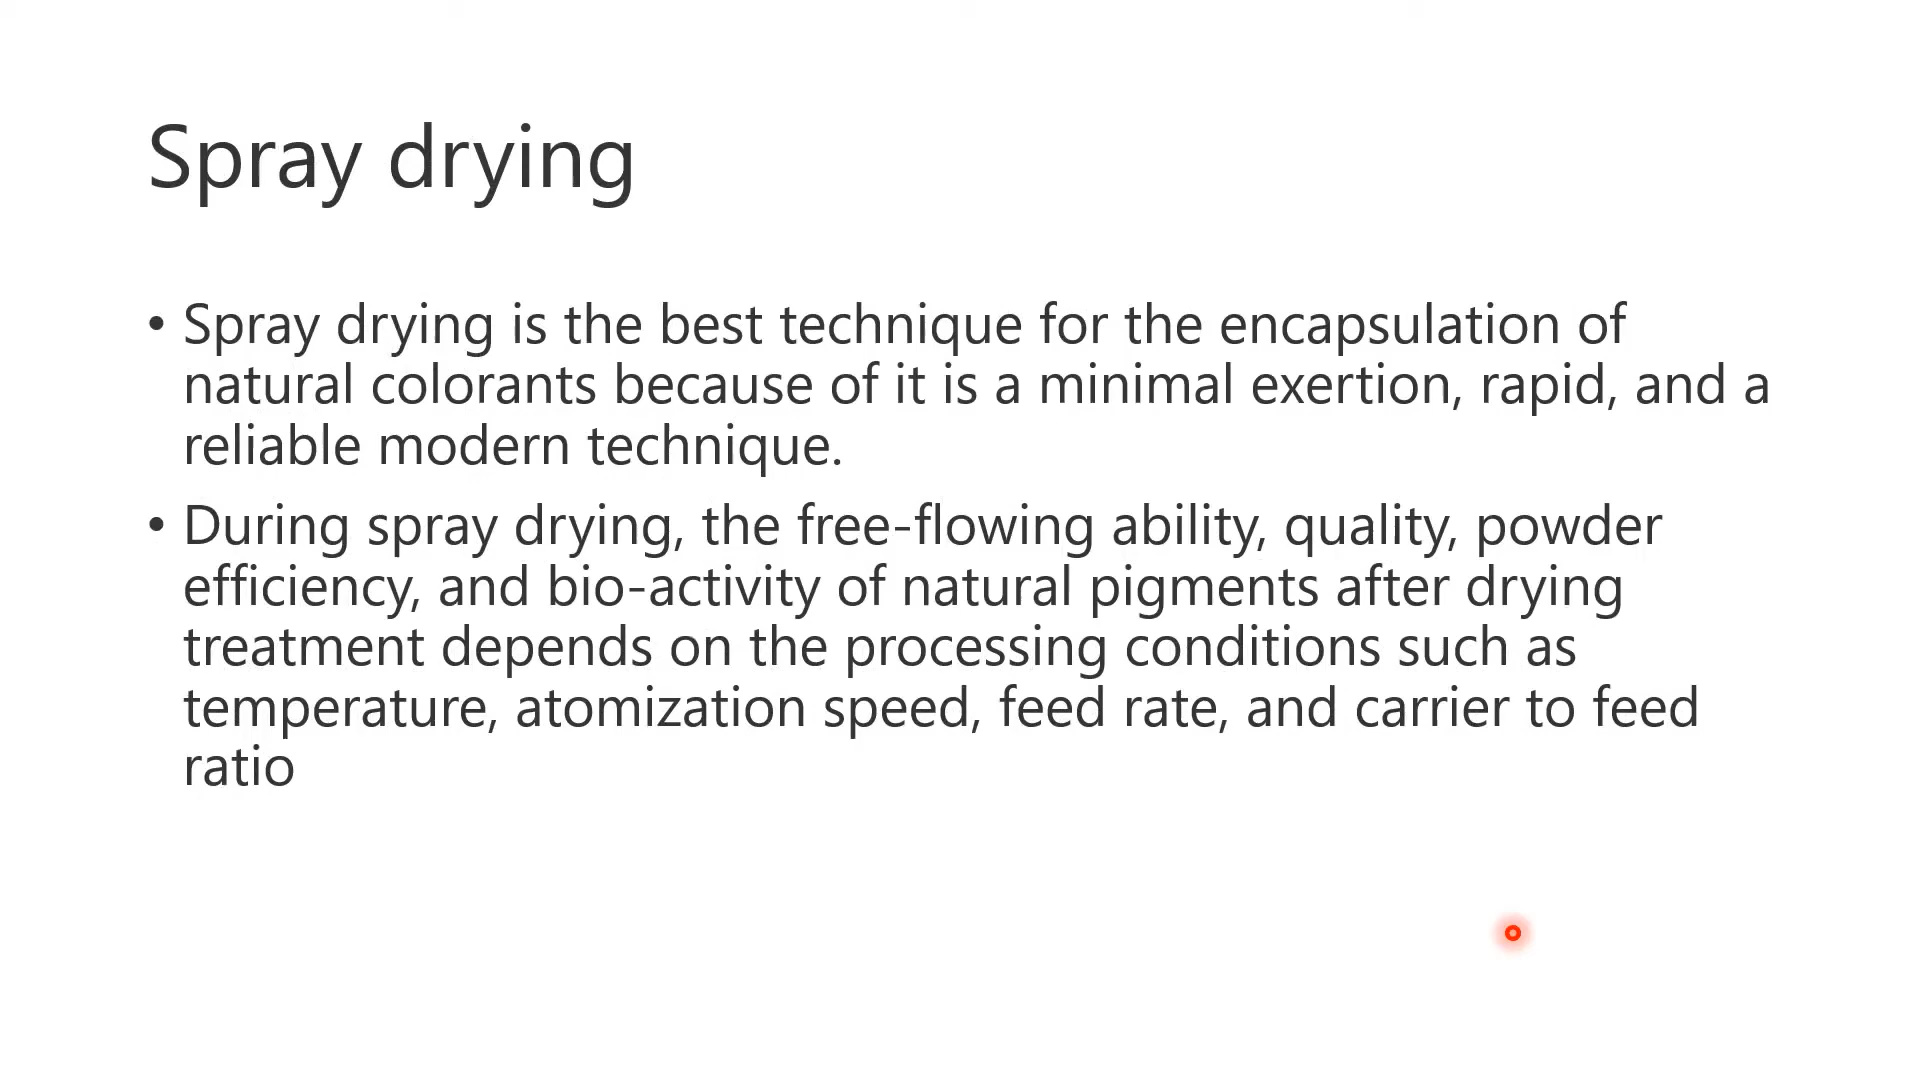 Spray drying
• Spray drying is the best technique for the encapsulation of
natural colorants because of it is a minimal exertion, rapid, and a
reliable modern technique.
• During spray drying, the free-flowing ability, quality, powder
efficiency, and bio-activity of natural pigments after drying
treatment depends on the processing conditions such as
temperature, atomization speed, feed rate, and carrier to feed
ratio